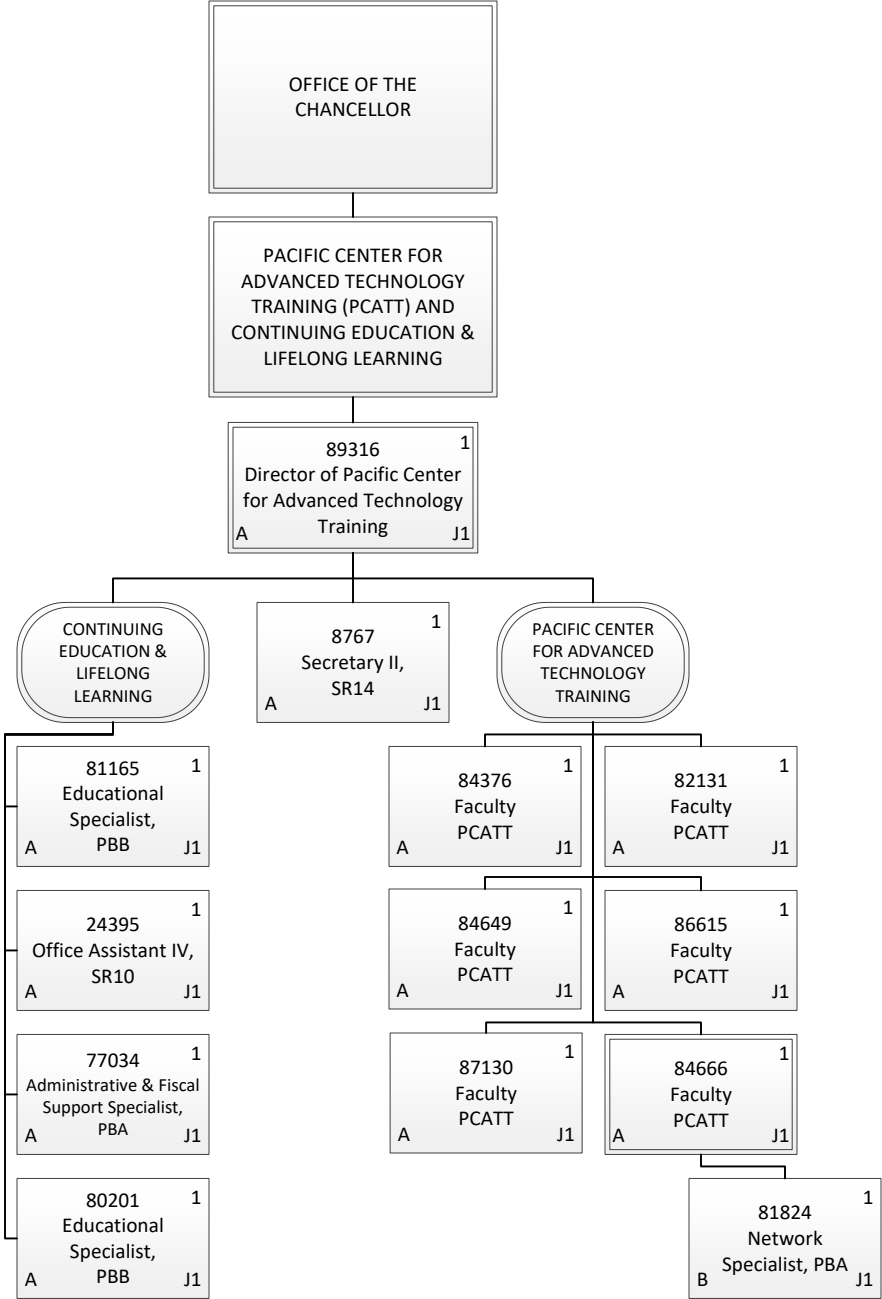 OFFICE OF THE
CHANCELLOR
PACIFIC CENTER FOR
ADVANCED TECHNOLOGY
TRAINING (PCATT) AND
CONTINUING EDUCATION &
LIFELONG LEARNING
89316 1
Director of Pacific Center
for Advanced Technology
Training
A J1
CONTINUING
EDUCATION &
LIFELONG
LEARNING
8767 1
Secretary II,
SR14
A J1
PACIFIC CENTER
FOR ADVANCED
TECHNOLOGY
TRAINING
81165 1
Educational
Specialist,
PBB
A J1
24395 1
Office Assistant IV,
SR10
A J1
77034 1
Administrative & Fiscal
Support Specialist,
PBA
A J1
80201 1
Educational
Specialist,
PBB
A J1
84376 1
Faculty
PCATT
A J1
82131 1
Faculty
PCATT
A J1
84649 1
Faculty
PCATT
A J1
86615 1
Faculty
PCATT
A J1
87130 1
Faculty
PCATT
A J1
84666 1
Faculty
PCATT
A J1
81824 1
Network
Specialist, PBA
B J1